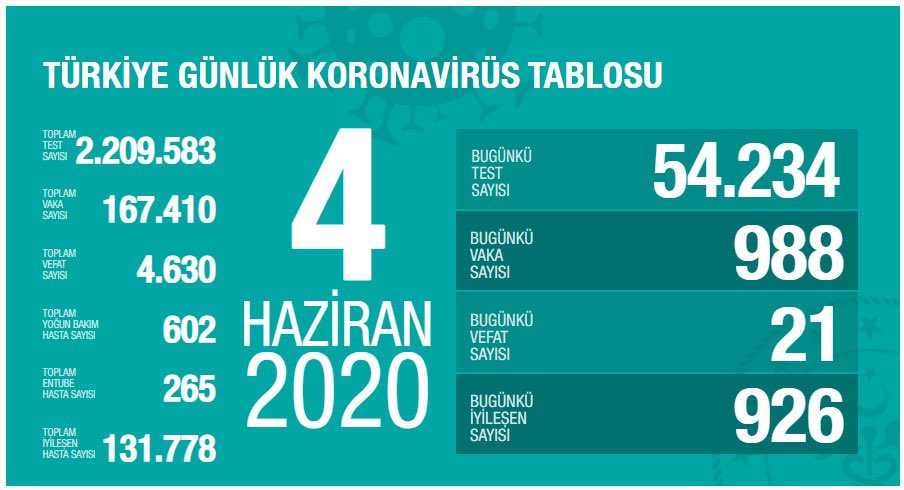 TÜRKİYE GÜNLÜK KORONAVİRÜS TABLOSU
TOPLAM
TEST
SAYISI
2.209.583
TOPLAM
VAKA
SAYISI
167.410
TOPLAM
VEFAT
SAYISI
4.630
TOPLAM
YOĞUN BAKIM
HASTA SAYISI
602
TOPLAM
ENTUBE
HASTA SAYISI
265
TOPLAM
İYİLEŞEN
HASTA SAYISI
131.778
4
HAZİRAN
2020
BUGÜNKÜ
TEST
SAYISI
54.234
BUGÜNKÜ
VAKA
SAYISI
988
BUGÜNKÜ
VEFAT
SAYISI
21
BUGÜNKÜ
İYİLEŞEN
SAYISI
926